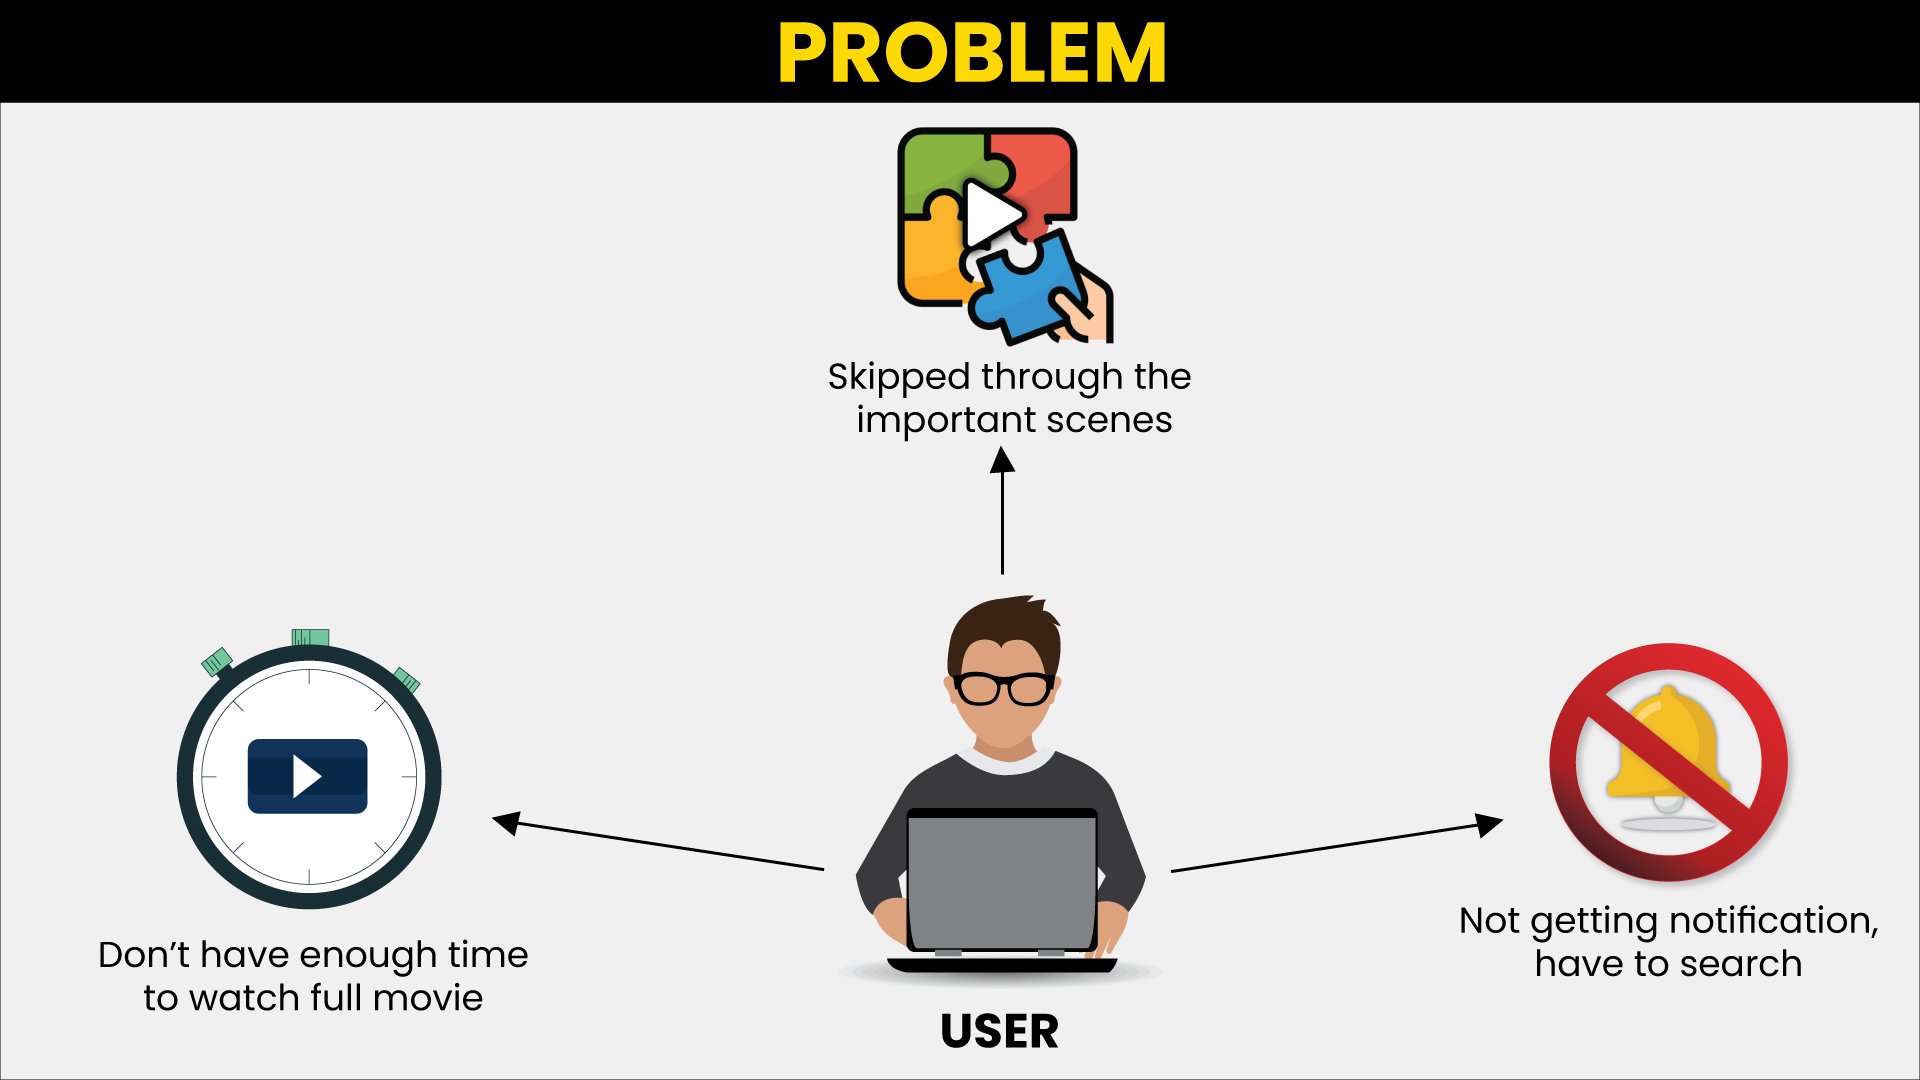 PROBLEM
Skipped through the
important scenes
Don't have enough time
to watch full movie
Not getting notification,
have to search
USER